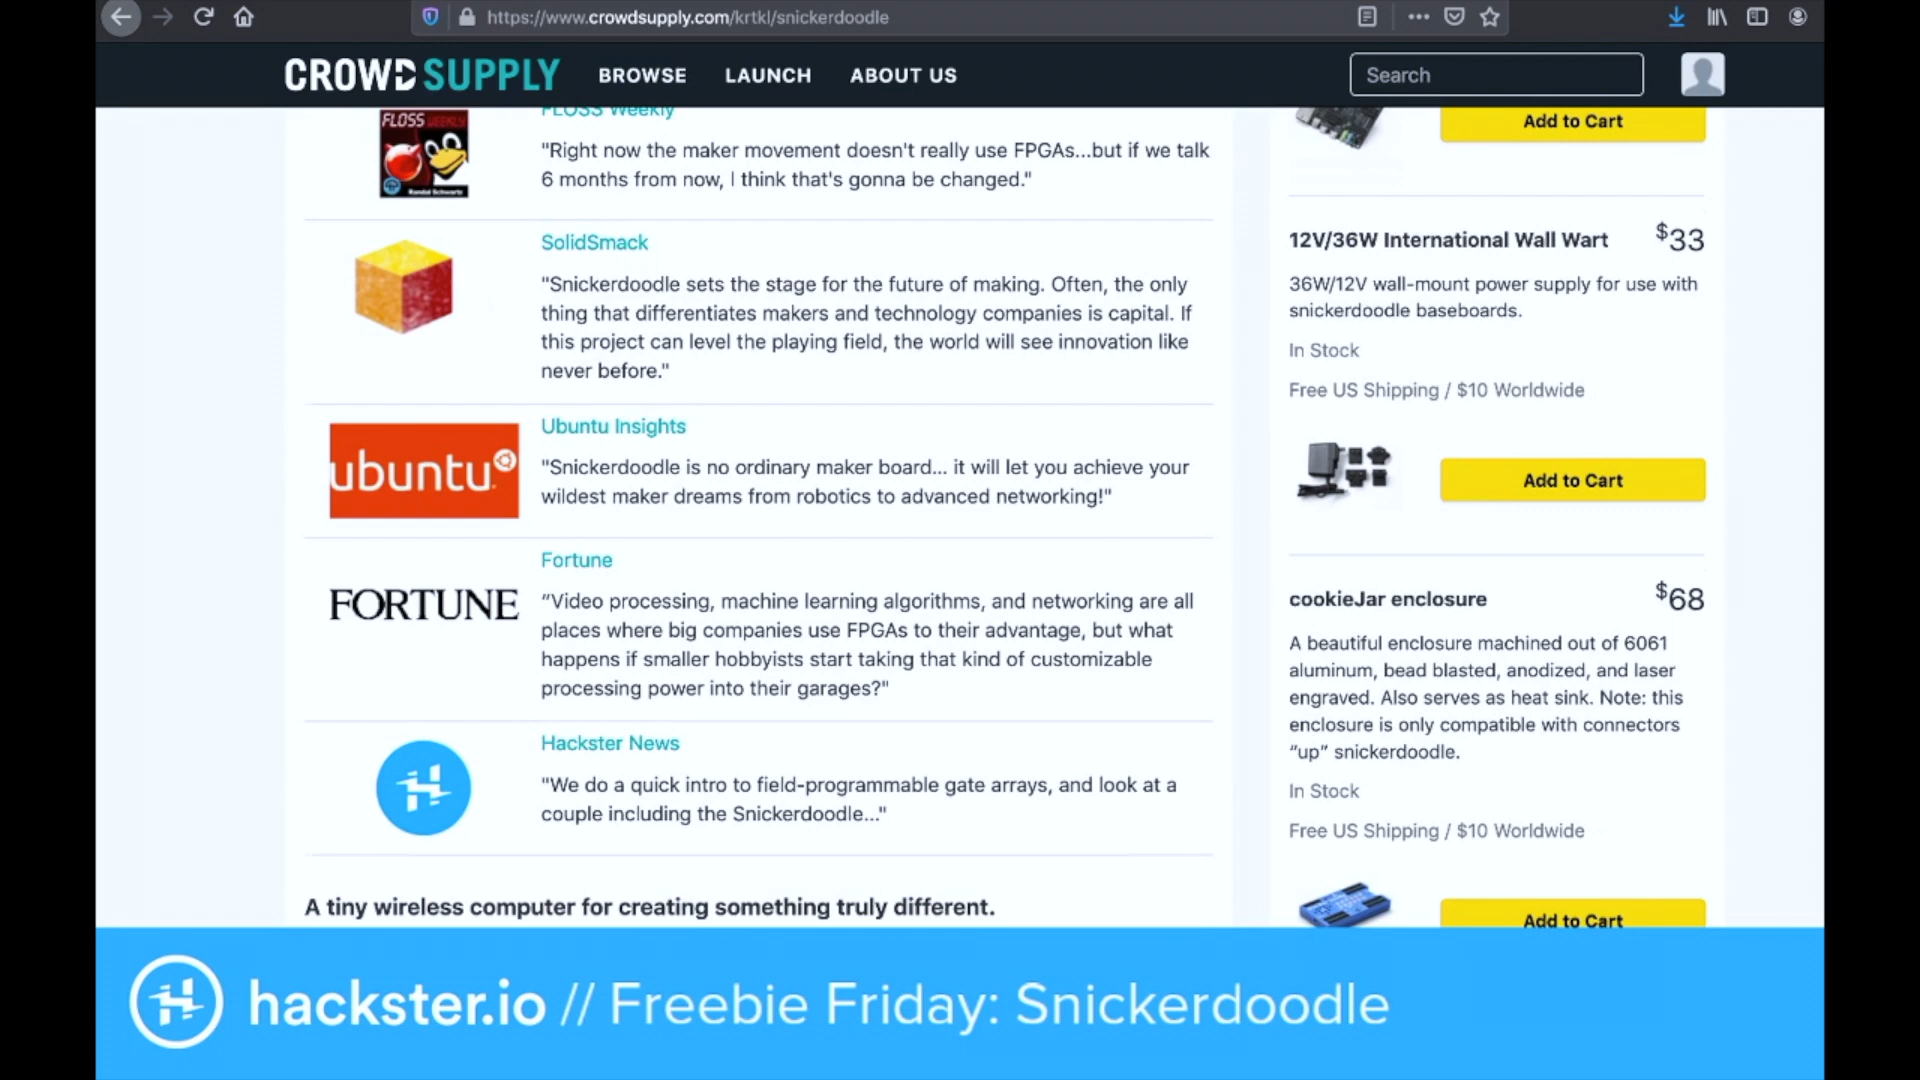 https://www.crowdsupply.com/krtkl/snickerdoodle
CROWD SUPPLY
BROWSE
LAUNCH
ABOUT US
Search
FLOSS WEEKLY
Randal Schwartz
FLOSS Weekly
"Right now the maker movement doesn't really use FPGAs...but if we talk
6 months from now, I think that's gonna be changed."
SolidSmack
"Snickerdoodle sets the stage for the future of making. Often, the only
thing that differentiates makers and technology companies is capital. If
this project can level the playing field, the world will see innovation like
never before."
ubuntu
Ubuntu Insights
"Snickerdoodle is no ordinary maker board... it will let you achieve your
wildest maker dreams from robotics to advanced networking!"
FORTUNE
Fortune
“Video processing, machine learning algorithms, and networking are all
places where big companies use FPGAs to their advantage, but what
happens if smaller hobbyists start taking that kind of customizable
processing power into their garages?"
Hackster News
"We do a quick intro to field-programmable gate arrays, and look at a
couple including the Snickerdoodle..."
A tiny wireless computer for creating something truly different.
Add to Cart
12V/36W International Wall Wart
$33
36W/12V wall-mount power supply for use with
snickerdoodle baseboards.
In Stock
Free US Shipping / $10 Worldwide
Add to Cart
cookieJar enclosure
$68
A beautiful enclosure machined out of 6061
aluminum, bead blasted, anodized, and laser
engraved. Also serves as heat sink. Note: this
enclosure is only compatible with connectors
“up” snickerdoodle.
In Stock
Free US Shipping / $10 Worldwide
Add to Cart
hackster.io // Freebie Friday: Snickerdoodle